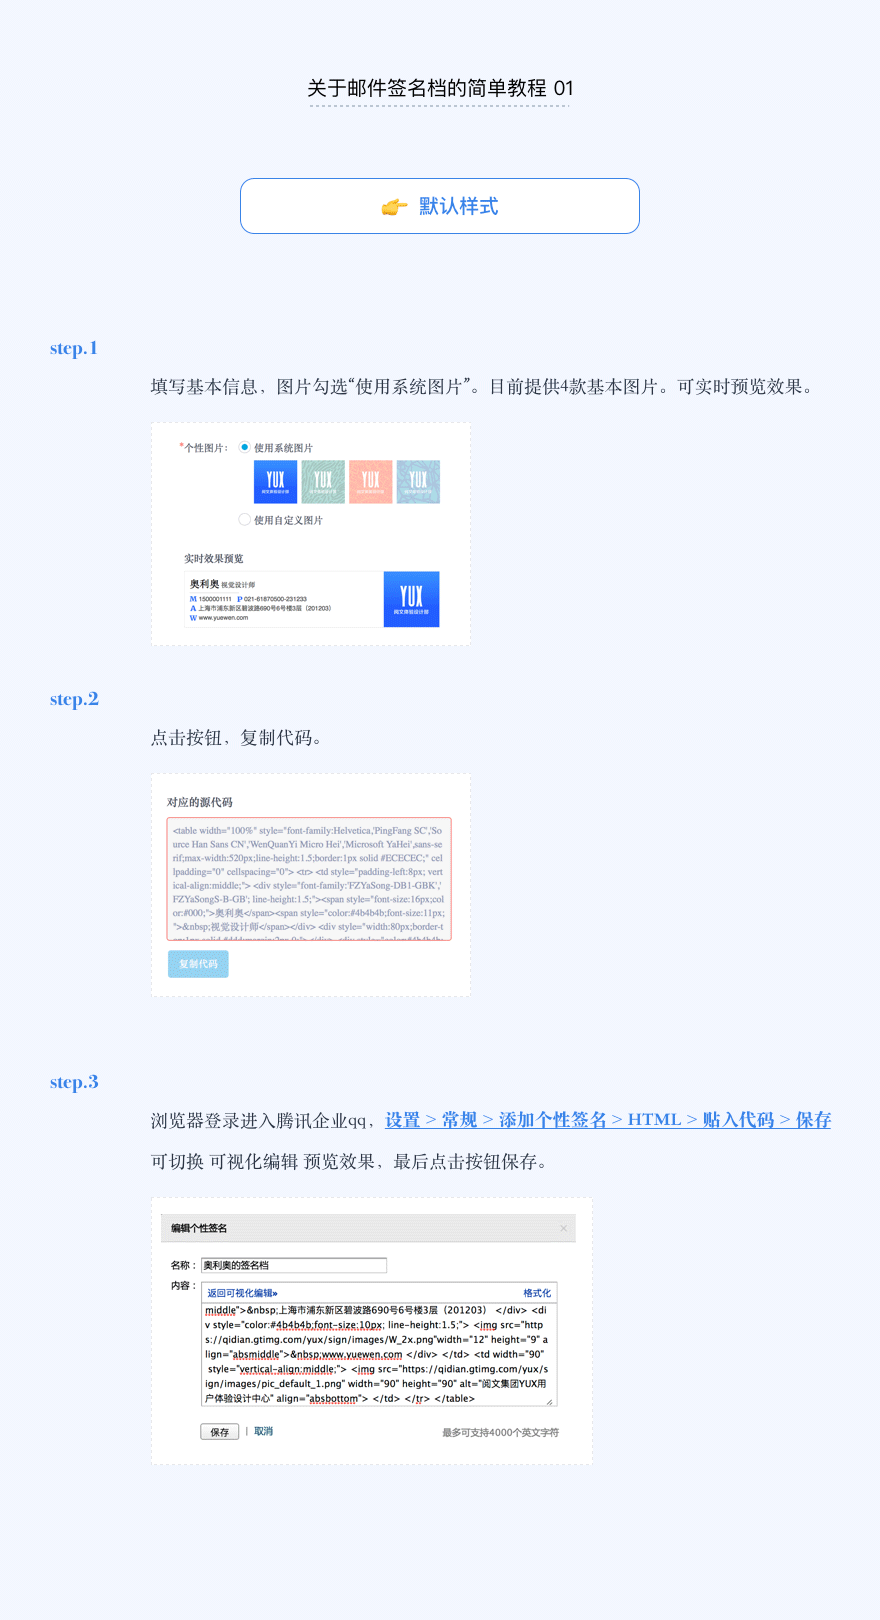 关于邮件签名档的简单教程 01
默认样式
step.1
填写基本信息，图片勾选“使用系统图片”。目前提供4款基本图片。可实时预览效果。
*个性图片： 使用系统图片
YUX YUX YUX YUX
使用自定义图片
实时效果预览
奥利奥 视觉设计师
M 1500001111 P 021-61870500-231233
A 上海市浦东新区碧波路690号6号楼3层（201203）
W www.yuewen.com
YUX
阅文体验设计部
step.2
点击按钮，复制代码。
对应的源代码
<table width="100%" style="font-family:Helvetica,'PingFang SC','So
urce Han Sans CN','WenQuanYi Micro Hei','Microsoft YaHei',sans-se
rif;max-width:520px;line-height:1.5;border:1px solid #ECECEC;" cel
lpadding="0" cellspacing="0"> <tr> <td style="padding-left:8px; vert
ical-align:middle;"> <div style="font-family:'FZYaSong-DB1-GBK','
FZYaSongS-B-GB'; line-height:1.5;"><span style="font-size:16px;col
or:#000;">奥利奥</span><span style="color:#4b4b4b;font-size:11px;
">&nbsp;视觉设计师</span></div> <div style="width:80px;border-t
复制代码
step.3
浏览器登录进入腾讯企业qq，设置 > 常规 > 添加个性签名 > HTML > 贴入代码 > 保存
可切换 可视化编辑 预览效果，最后点击按钮保存。
编辑个性签名 ×
名称： 奥利奥的签名档
内容： 返回可视化编辑» 格式化
middle">&nbsp;上海市浦东新区碧波路690号6号楼3层（201203） </div> <di
v style="color:#4b4b4b;font-size:10px; line-height:1.5;"> <img src="http
s://qidian.gtimg.com/yux/sign/images/W_2x.png"width="12" height="9" a
lign="absmiddle">&nbsp;www.yuewen.com </div> </td> <td width="90"
style="vertical-align:middle;"> <img src="https://qidian.gtimg.com/yux/s
ign/images/pic_default_1.png" width="90" height="90" alt="阅文集团YUX用
户体验设计中心" align="absbottom"> </td> </tr> </table>
保存 | 取消 最多可支持4000个英文字符